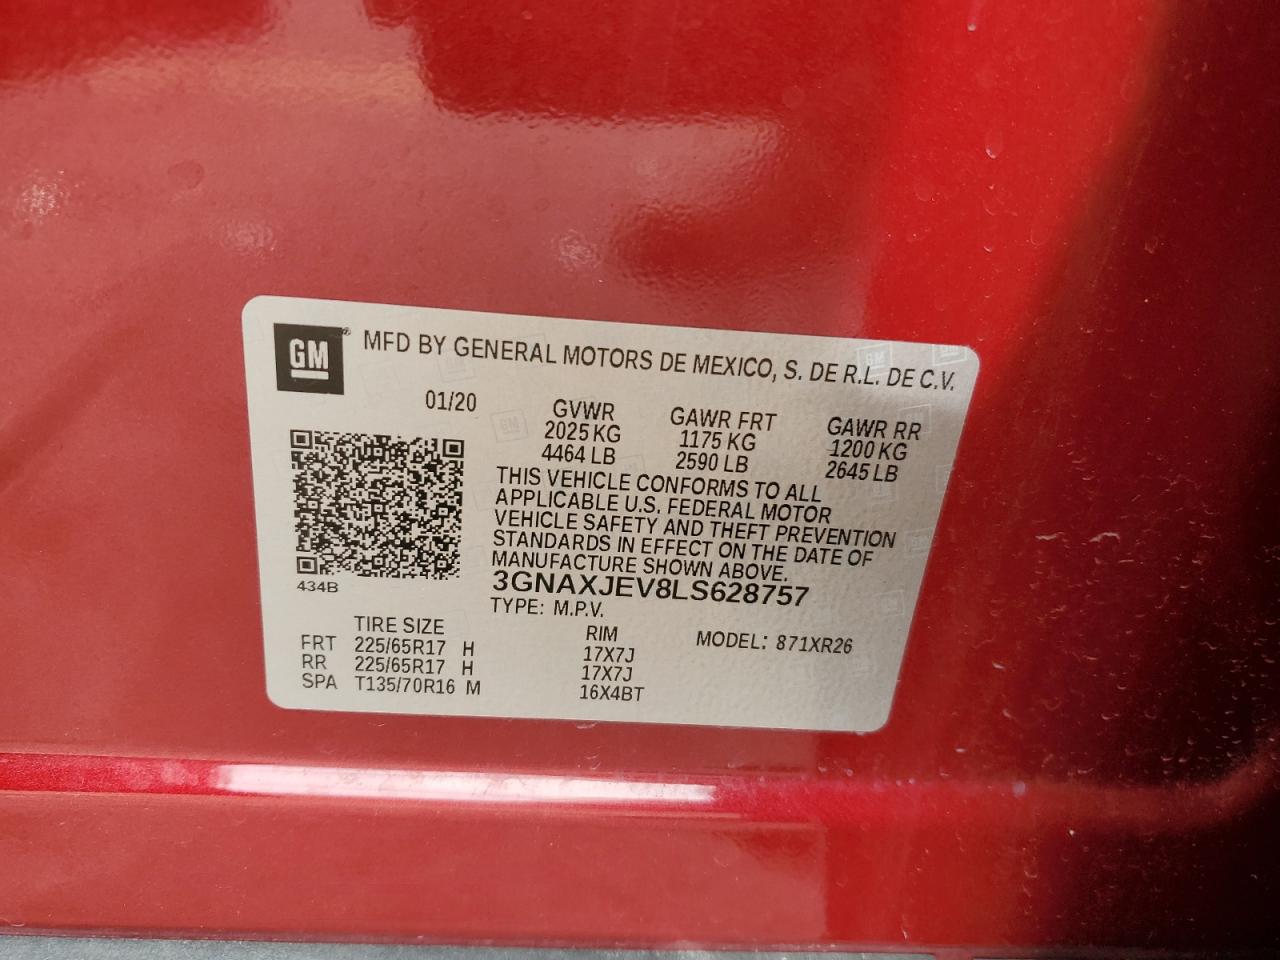 GM® MFD BY GENERAL MOTORS DE MEXICO, S. DE R.L. DE C.V.
01/20 GVWR GAWR FRT GAWR RR
2025 KG 1175 KG 1200 KG
4464 LB 2590 LB 2645 LB
THIS VEHICLE CONFORMS TO ALL
APPLICABLE U.S. FEDERAL MOTOR
VEHICLE SAFETY AND THEFT PREVENTION
STANDARDS IN EFFECT ON THE DATE OF
MANUFACTURE SHOWN ABOVE.
434B 3GNAXJEV8LS628757
TYPE: M.P.V.
TIRE SIZE RIM MODEL: 871XR26
FRT 225/65R17 H 17X7J
RR 225/65R17 H 17X7J
SPA T135/70R16 M 16X4BT